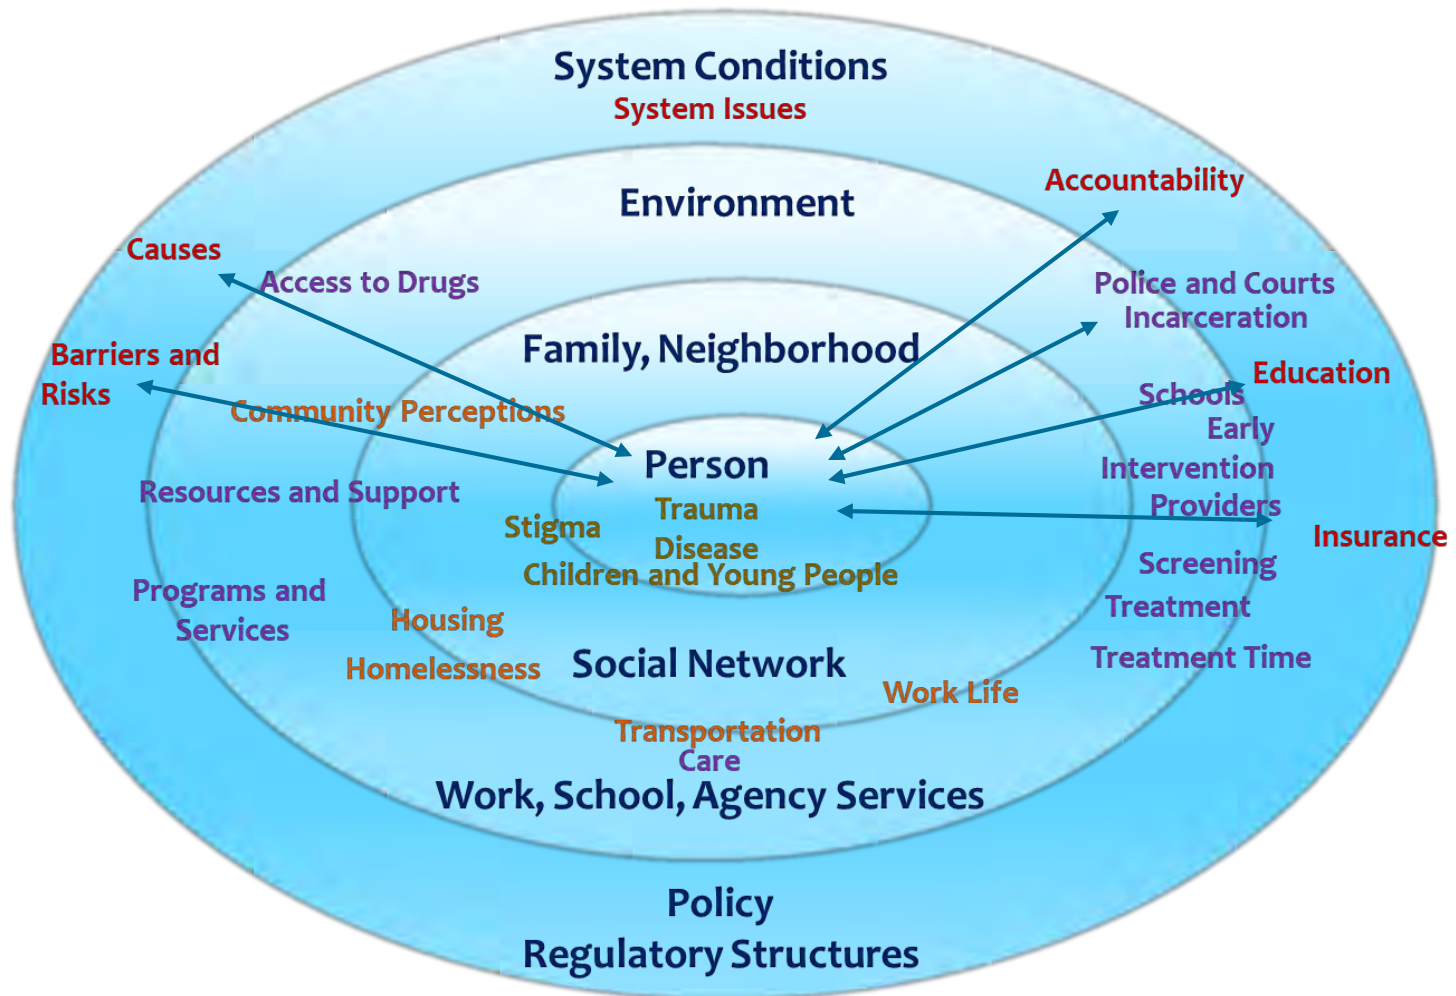 System Conditions
System Issues
Accountability
Environment
Causes
Access to Drugs
Police and Courts
Incarceration
Family, Neighborhood
Barriers and
Risks
Education
Schools
Community Perceptions
Early
Intervention
Person
Resources and Support
Providers
Trauma
Stigma
Insurance
Disease
Screening
Children and Young People
Programs and
Services
Treatment
Housing
Treatment Time
Social Network
Homelessness
Work Life
Transportation
Care
Work, School, Agency Services
Policy
Regulatory Structures